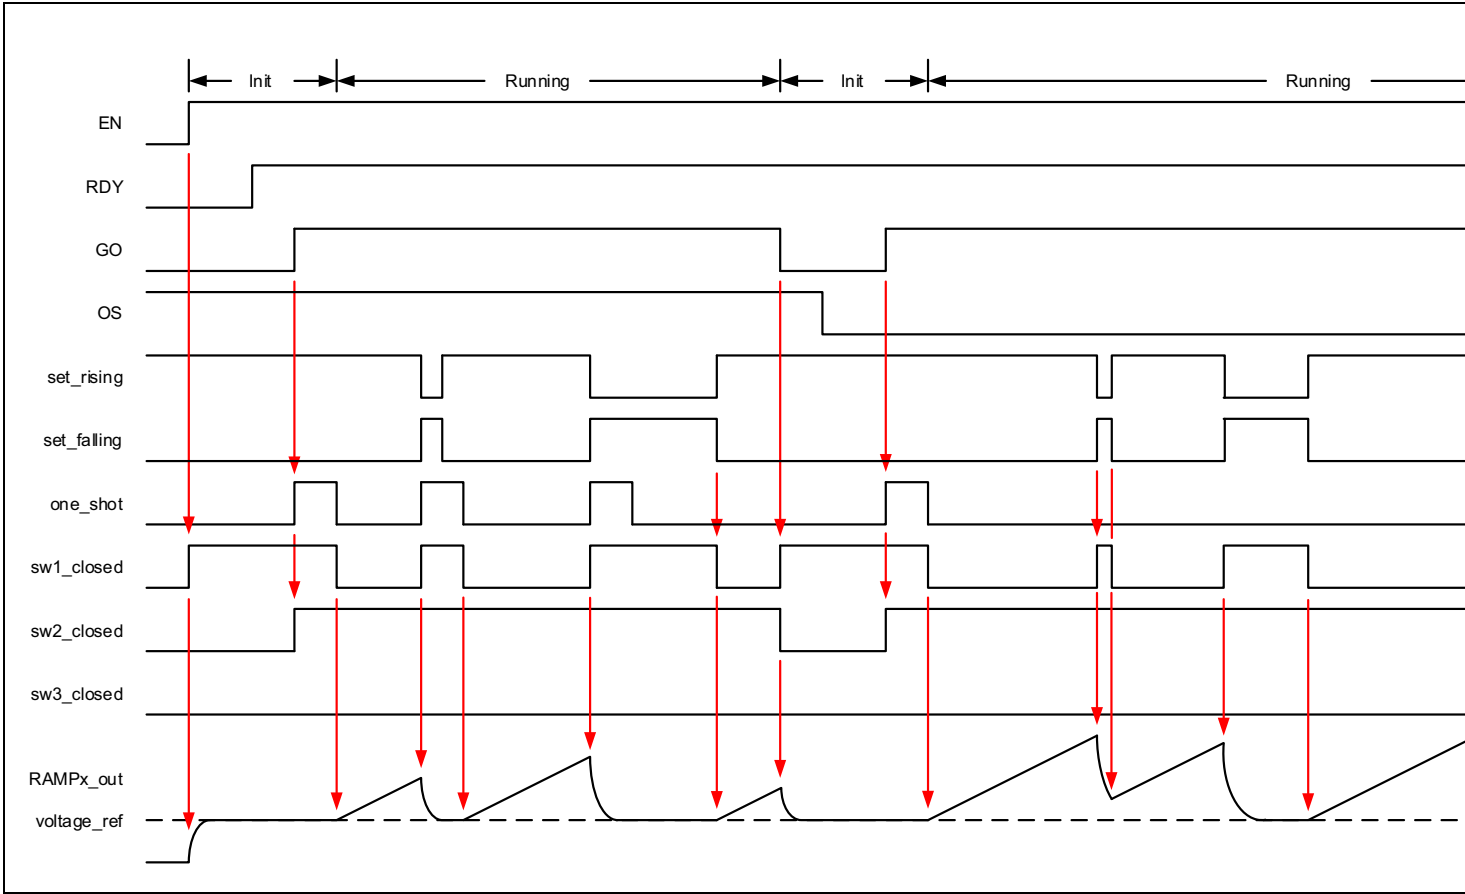 Init Running Init Running
EN
RDY
GO
OS
set_rising
set_falling
one_shot
sw1_closed
sw2_closed
sw3_closed
RAMPx_out
voltage_ref